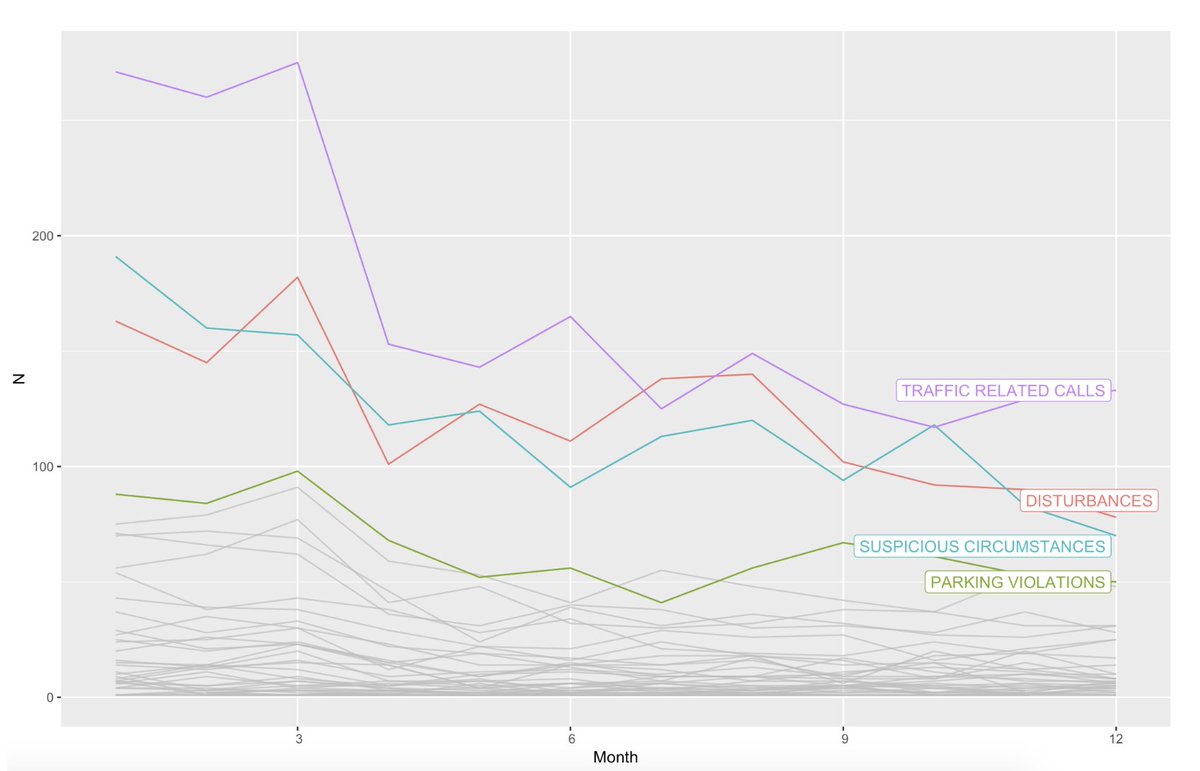 200
100
0
N
TRAFFIC RELATED CALLS
DISTURBANCES
SUSPICIOUS CIRCUMSTANCES
PARKING VIOLATIONS
3 6 9 12
Month